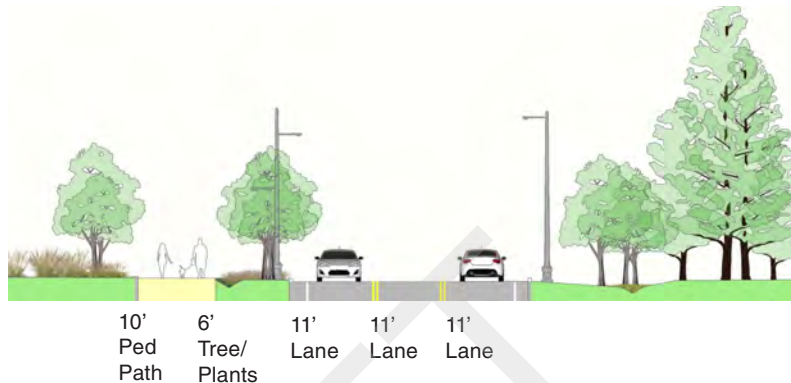 10’
Ped
Path
6’
Tree/
Plants
11’
Lane
11’
Lane
11’
Lane